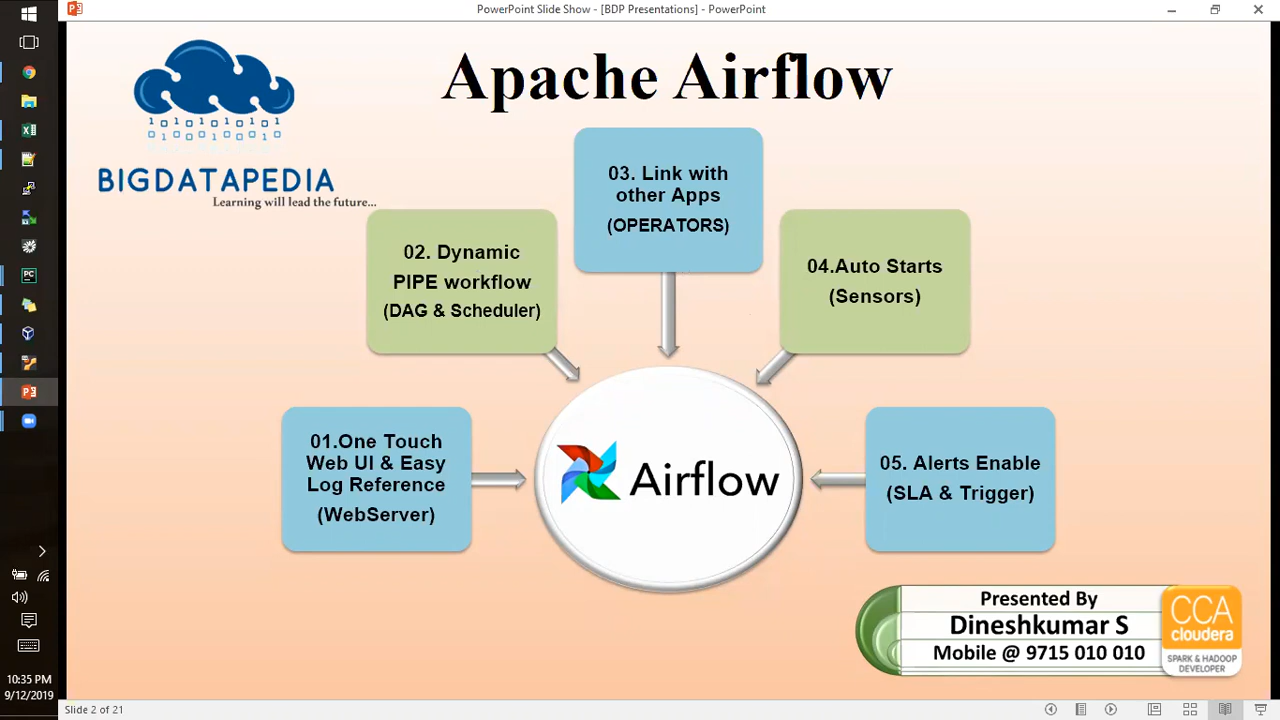 PowerPoint Slide Show - [BDP Presentations] - PowerPoint
Apache Airflow
1010101001
0101001010
BIGDATAPEDIA
Learning will lead the future...
01.One Touch
Web UI & Easy
Log Reference
(WebServer)
02. Dynamic
PIPE workflow
(DAG & Scheduler)
03. Link with
other Apps
(OPERATORS)
04.Auto Starts
(Sensors)
05. Alerts Enable
(SLA & Trigger)
Airflow
Presented By
Dineshkumar S
Mobile @ 9715 010 010
CCA
cloudera
SPARK & HADOOP
DEVELOPER
10:35 PM
9/12/2019
Slide 2 of 21